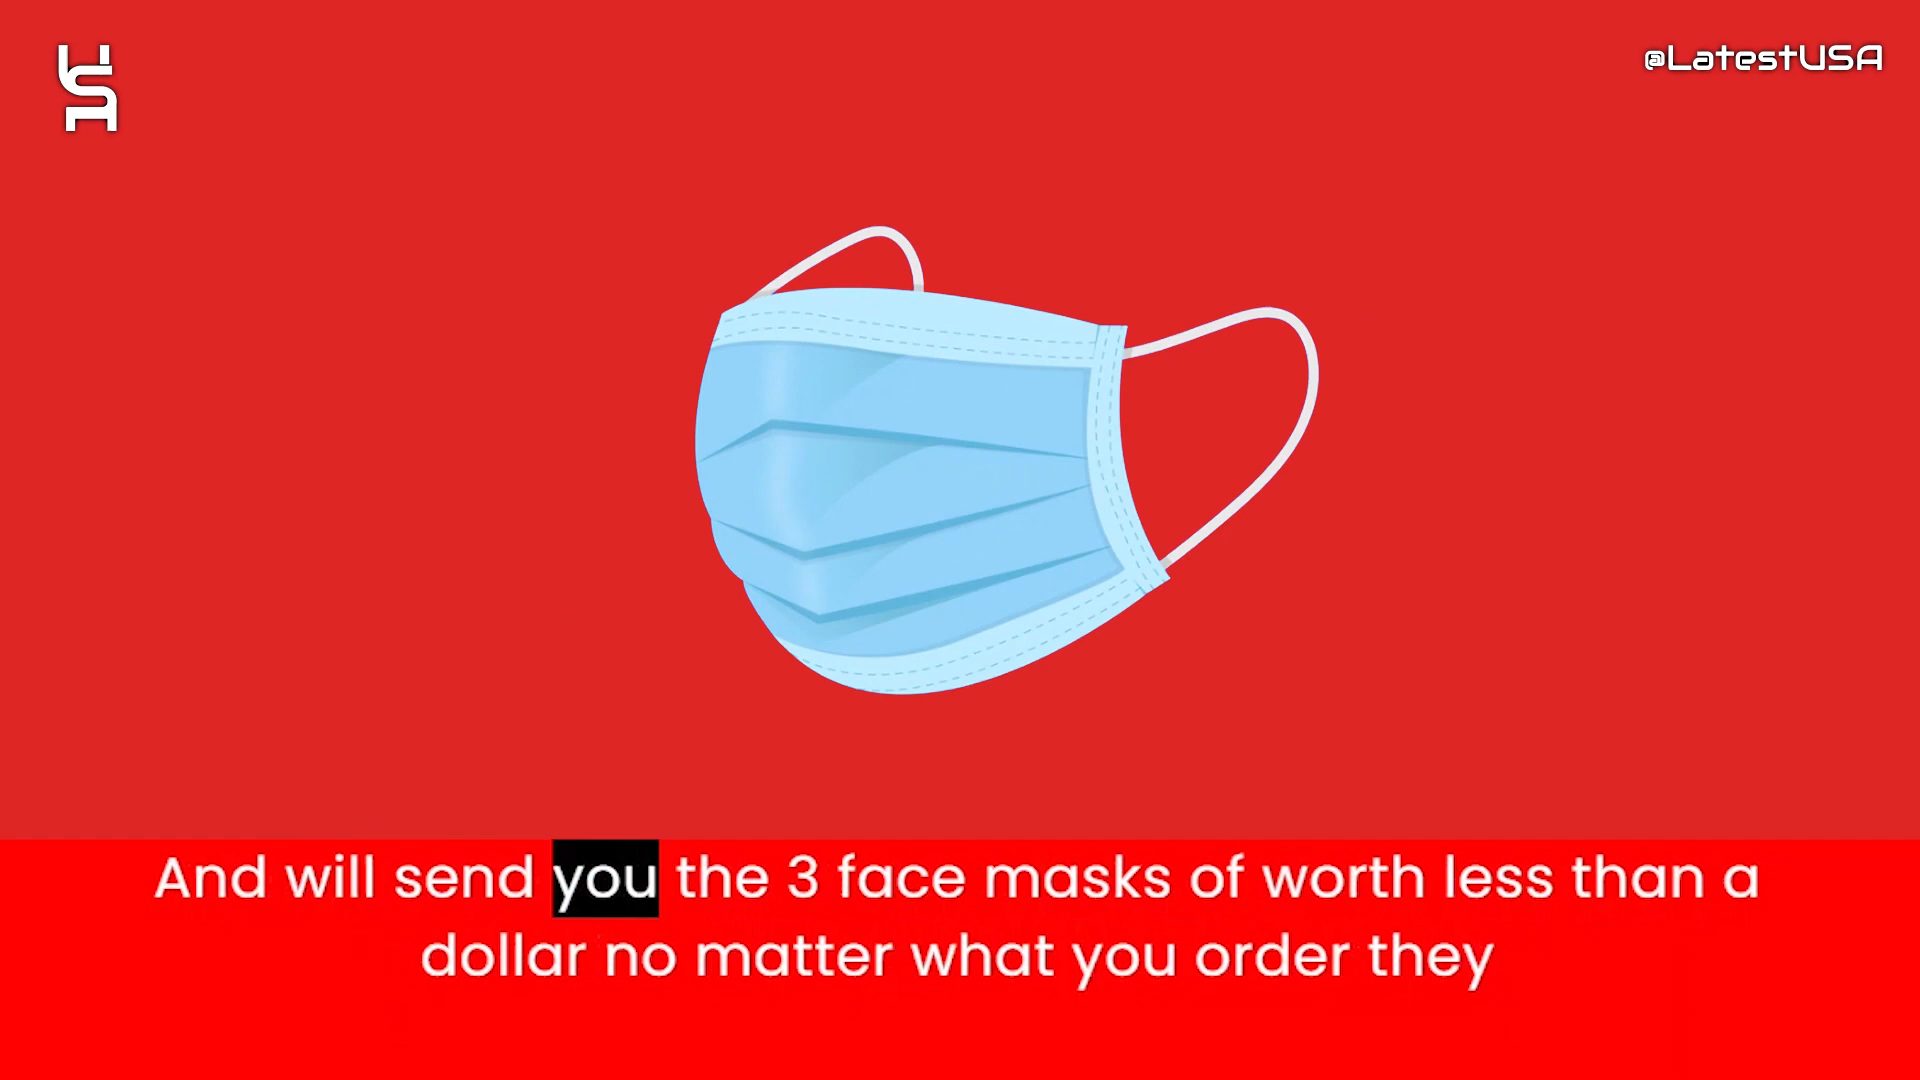 USA
@LatestUSA
And will send you the 3 face masks of worth less than a
dollar no matter what you order they